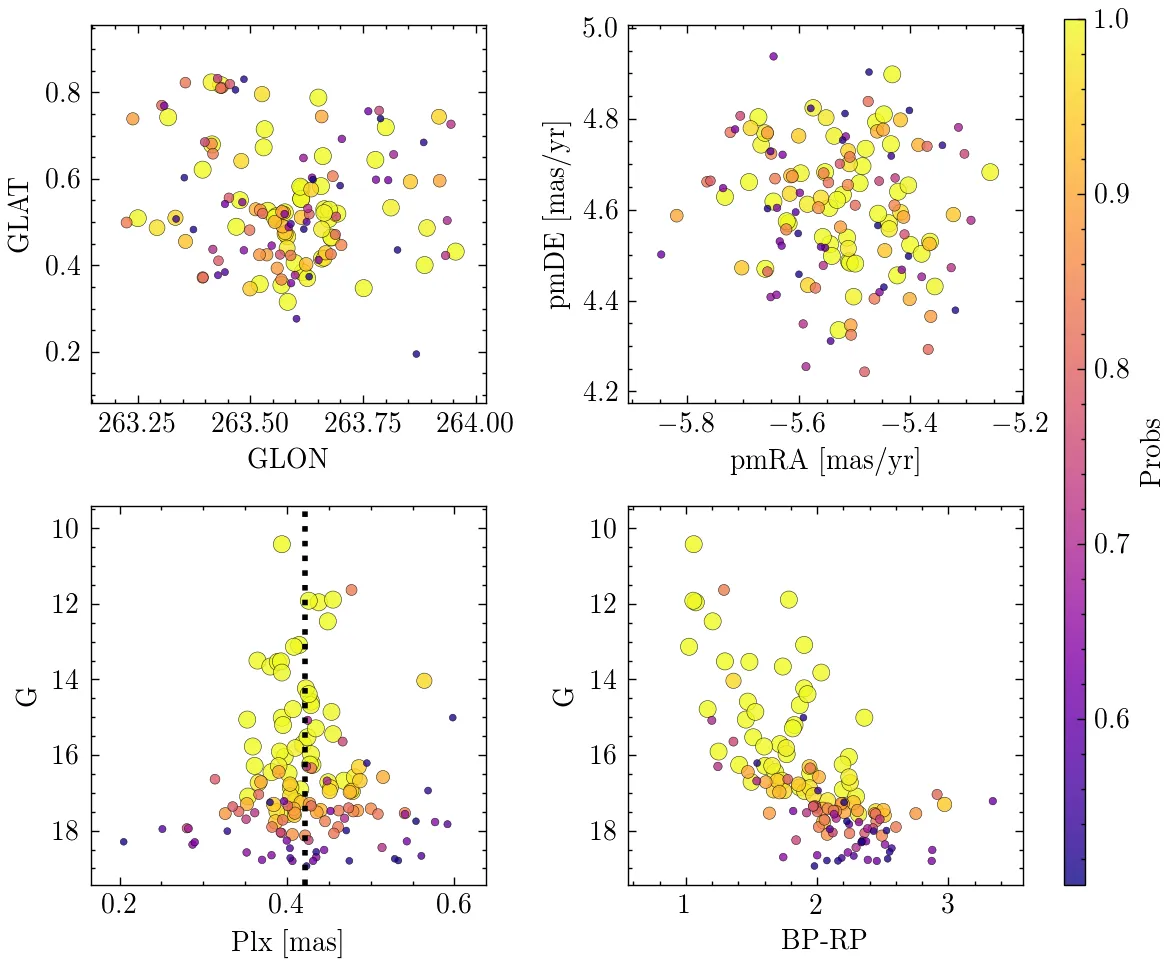 0.8
0.6
0.4
0.2
GLAT
263.25 263.50 263.75 264.00
GLON
5.0
4.8
4.6
4.4
4.2
pmDE [mas/yr]
−5.8 −5.6 −5.4 −5.2
pmRA [mas/yr]
10
12
14
16
18
G
0.2 0.4 0.6
Plx [mas]
10
12
14
16
18
G
1 2 3
BP-RP
1.0
0.9
0.8
0.7
0.6
Probs